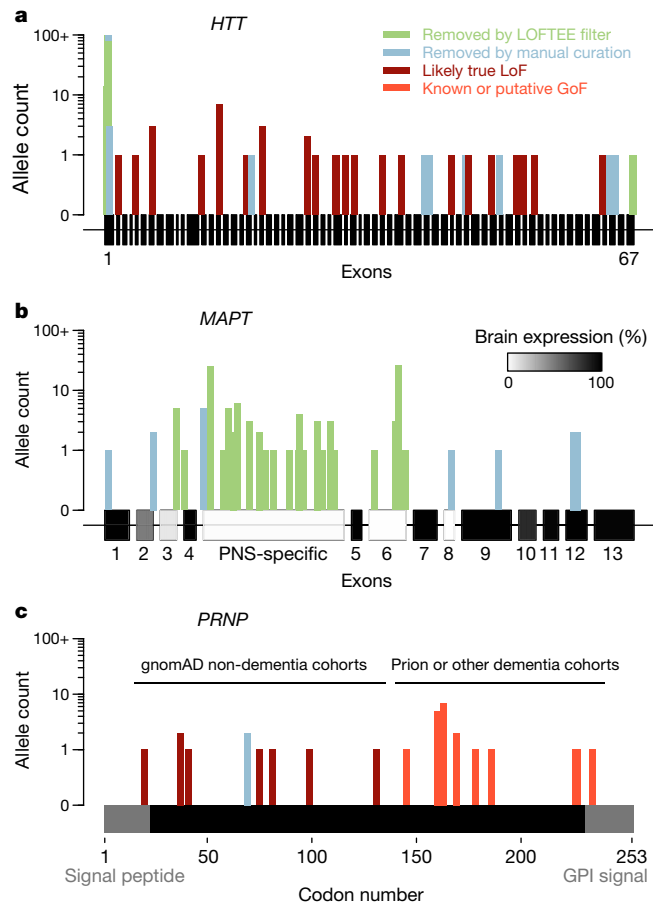 a
HTT
Removed by LOFTEE filter
Removed by manual curation
Likely true LoF
Known or putative GoF
Allele count
100+
10
1
0
1
67
Exons
b
MAPT
Brain expression (%)
0
100
Allele count
100+
10
1
0
1 2 3 4 PNS-specific 5 6 7 8 9 10 11 12 13
Exons
c
PRNP
gnomAD non-dementia cohorts
Prion or other dementia cohorts
Allele count
100+
10
1
0
1 50 100 150 200 253
Signal peptide
GPI signal
Codon number